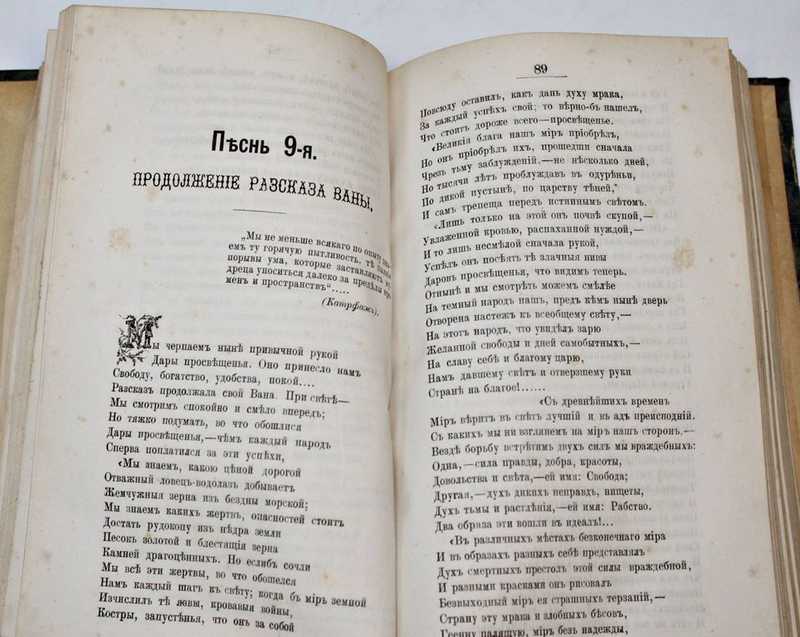 Пѣснь 9-я.
ПРОДОЛЖЕНІЕ РАЗСКАЗА ВАНЫ.
„Мы не меньше всякаго по опыту
емъ ту горячую пытливость, тѣ
порывы ума, которые заставляютъ
дреца уноситься далеко за предѣлы
менъ и пространствъ“.....
(Катрфажъ).
Мы черпаемъ нынѣ привычной рукой
Дары просвѣщенья. Оно принесло намъ
Свободу, богатство, удобства, покой....
Разсказъ продолжала свой Вана. При свѣтѣ—
Мы смотримъ спокойно и смѣло впередъ;
Но тяжко подумать, во что обошлися
Дары просвѣщенья,—чѣмъ каждый народъ
Сперва поплатился за эти успѣхи,
«Мы знаемъ, какою цѣной дорогой
Отважный ловецъ-водолазъ добываетъ
Жемчужныя зерна изъ бездны морской;
Мы знаемъ какихъ жертвъ, опасностей стоитъ
Достать рудокопу изъ нѣдра земли
Песокъ золотой и блестящія зерна
Камней драгоцѣнныхъ. Но еслибъ сочли
Мы всѣ эти жертвы, во что обошелся
Намъ каждый шагъ къ свѣту; когда бъ міръ земной
Изчислилъ тѣ ловы, кровавыя войны,
Костры, запустѣнья, что онъ за собой
89
Повсюду оставилъ, какъ дань духу мрака,
За каждый успѣхъ свой; то вѣрно-бъ нашелъ,
Что стоитъ дороже всего—просвѣщенье.
«Великія блага нашъ міръ пріобрѣлъ,
Но онъ пріобрѣлъ ихъ, прошедши сначала
Чрезъ тьму заблужденій.—не нѣсколько дней,
Но тысячи лѣтъ проблуждавъ въ одурѣньи,
По дикой пустынѣ, по царству тѣней,
И самъ трепеща передъ истиннымъ свѣтомъ.
«Лишь только на этой онъ почвѣ скупой,—
Увлаженной кровью, распаханной нуждой,—
И то лишь несмѣлой сначала рукой,
Успѣлъ онъ посѣять тѣ злачныя нивы
Даровъ просвѣщенья, что видимъ теперь.
Отнынѣ и мы смотрѣть можемъ смѣлѣе
На темный народъ нашъ, предъ кѣмъ нынѣ дверь
Отворена настежъ къ всеобщему свѣту,—
На этотъ народъ, что увидѣлъ зарю
Желанной свободы и дней самобытныхъ,—
На славу себѣ и благому царю,
Намъ давшему свѣтъ и отверзшему руки
Странѣ на благое!......
«Съ древнѣйшихъ временъ
Міръ вѣритъ въ свѣтъ лучшій и въ адъ преисподній.
Съ какихъ мы ни взглянемъ на міръ нашъ сторонъ,—
Вездѣ борьбу встрѣтимъ двухъ силъ мы враждебныхъ:
Одна,—сила правды, добра, красоты,
Довольства и свѣта,—ей имя: Свобода;
Другая,—духъ дикихъ неправдъ, нищеты,
Духъ тьмы и растлѣнія,—ей имя: Рабство.
Два образа эти вошли въ идеалъ!...
«Въ различныхъ мѣстахъ безконечнаго міра
И въ образахъ разныхъ себѣ представлялъ
Духъ смертныхъ престолъ этой силы враждебной,
И разными красками онъ рисовалъ
Безвыходный міръ ея страшныхъ терзаній,—
Страну эту мрака и злобныхъ бѣсовъ,
Геенну палящую, міръ безъ надежды,